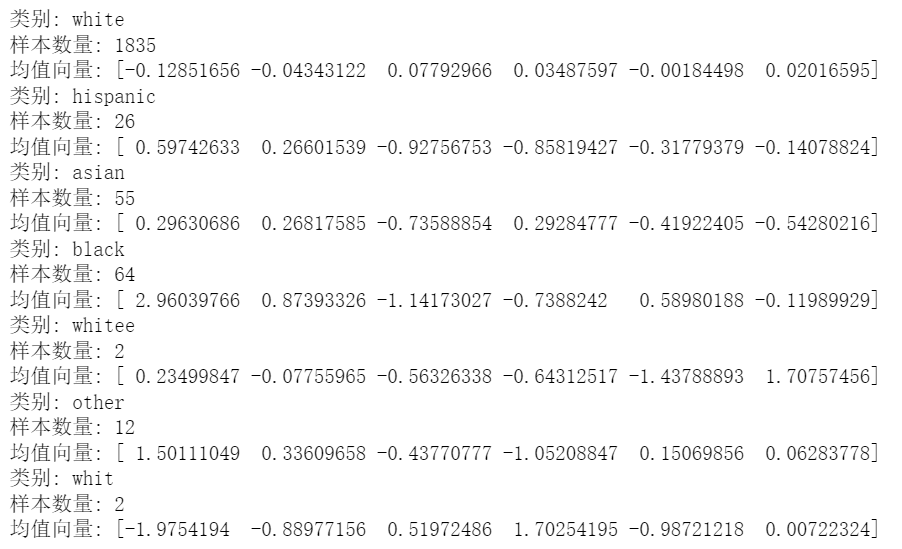 类别: white
样本数量: 1835
均值向量: [-0.12851656 -0.04343122  0.07792966  0.03487597 -0.00184498  0.02016595]
类别: hispanic
样本数量: 26
均值向量: [ 0.59742633  0.26601539 -0.92756753 -0.85819427 -0.31779379 -0.14078824]
类别: asian
样本数量: 55
均值向量: [ 0.29630686  0.26817585 -0.73588854  0.29284777 -0.41922405 -0.54280216]
类别: black
样本数量: 64
均值向量: [ 2.96039766  0.87393326 -1.14173027 -0.7388242   0.58980188 -0.11989929]
类别: whitee
样本数量: 2
均值向量: [ 0.23499847 -0.07755965 -0.56326338 -0.64312517 -1.43788893  1.70757456]
类别: other
样本数量: 12
均值向量: [ 1.50111049  0.33609658 -0.43770777 -1.05208847  0.15069856  0.06283778]
类别: whit
样本数量: 2
均值向量: [-1.9754194  -0.88977156  0.51972486  1.70254195 -0.98721218  0.00722324]